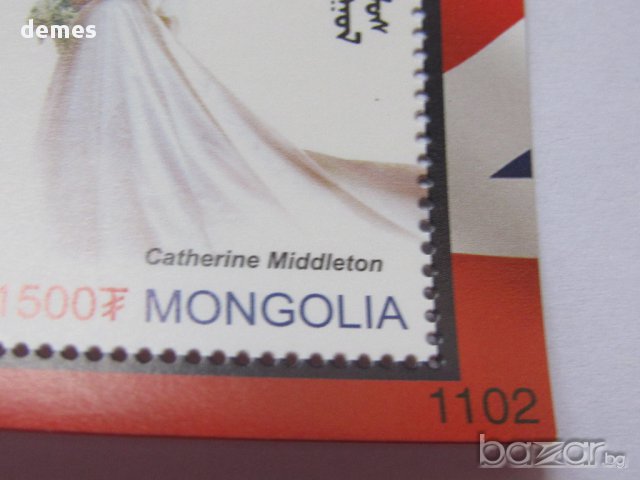 demes
Catherine Middleton
1500₮ MONGOLIA
1102
bazar.bg